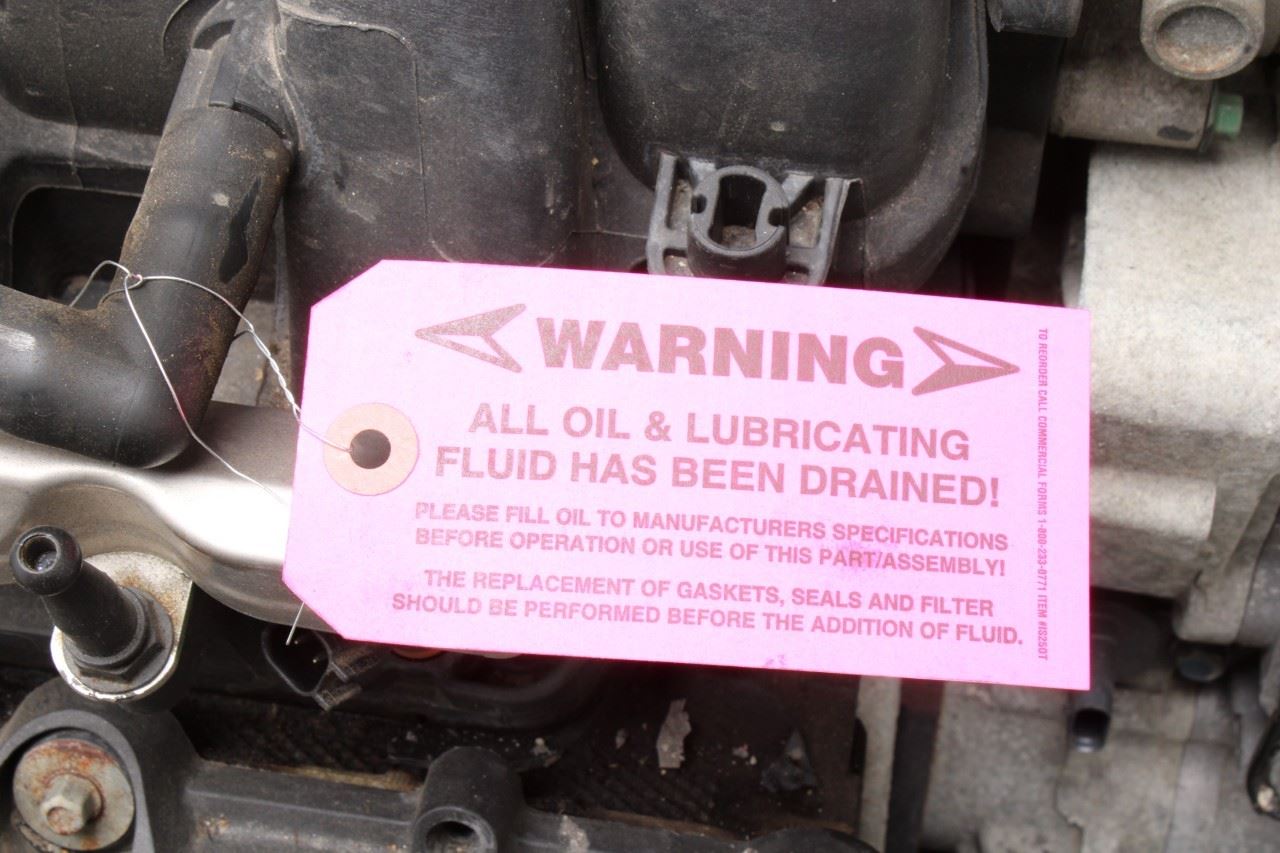 WARNING
ALL OIL & LUBRICATING
FLUID HAS BEEN DRAINED!
PLEASE FILL OIL TO MANUFACTURERS SPECIFICATIONS
BEFORE OPERATION OR USE OF THIS PART/ASSEMBLY!
THE REPLACEMENT OF GASKETS, SEALS AND FILTER
SHOULD BE PERFORMED BEFORE THE ADDITION OF FLUID.
TO REORDER CALL COMMERCIAL FORMS 1-800-233-0771 ITEM #IS250T